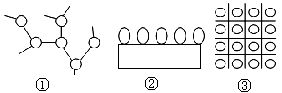 ① ② ③